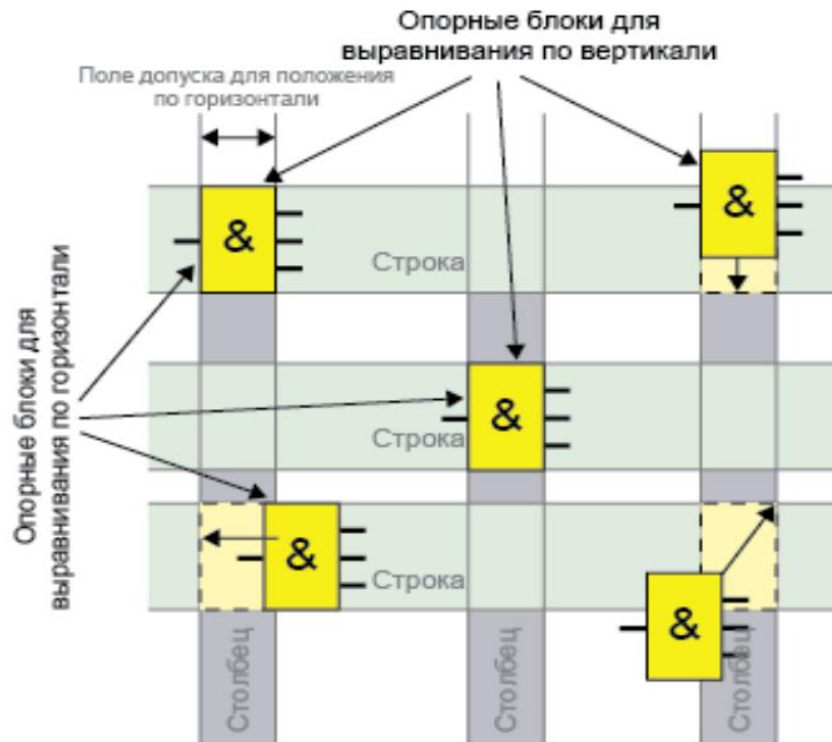 Опорные блоки для
выравнивания по вертикали
Поле допуска для положения
по горизонтали
&
&
Строка
Опорные блоки для
выравнивания по горизонтали
&
Строка
&
Строка
&
Столбец
Столбец
Столбец